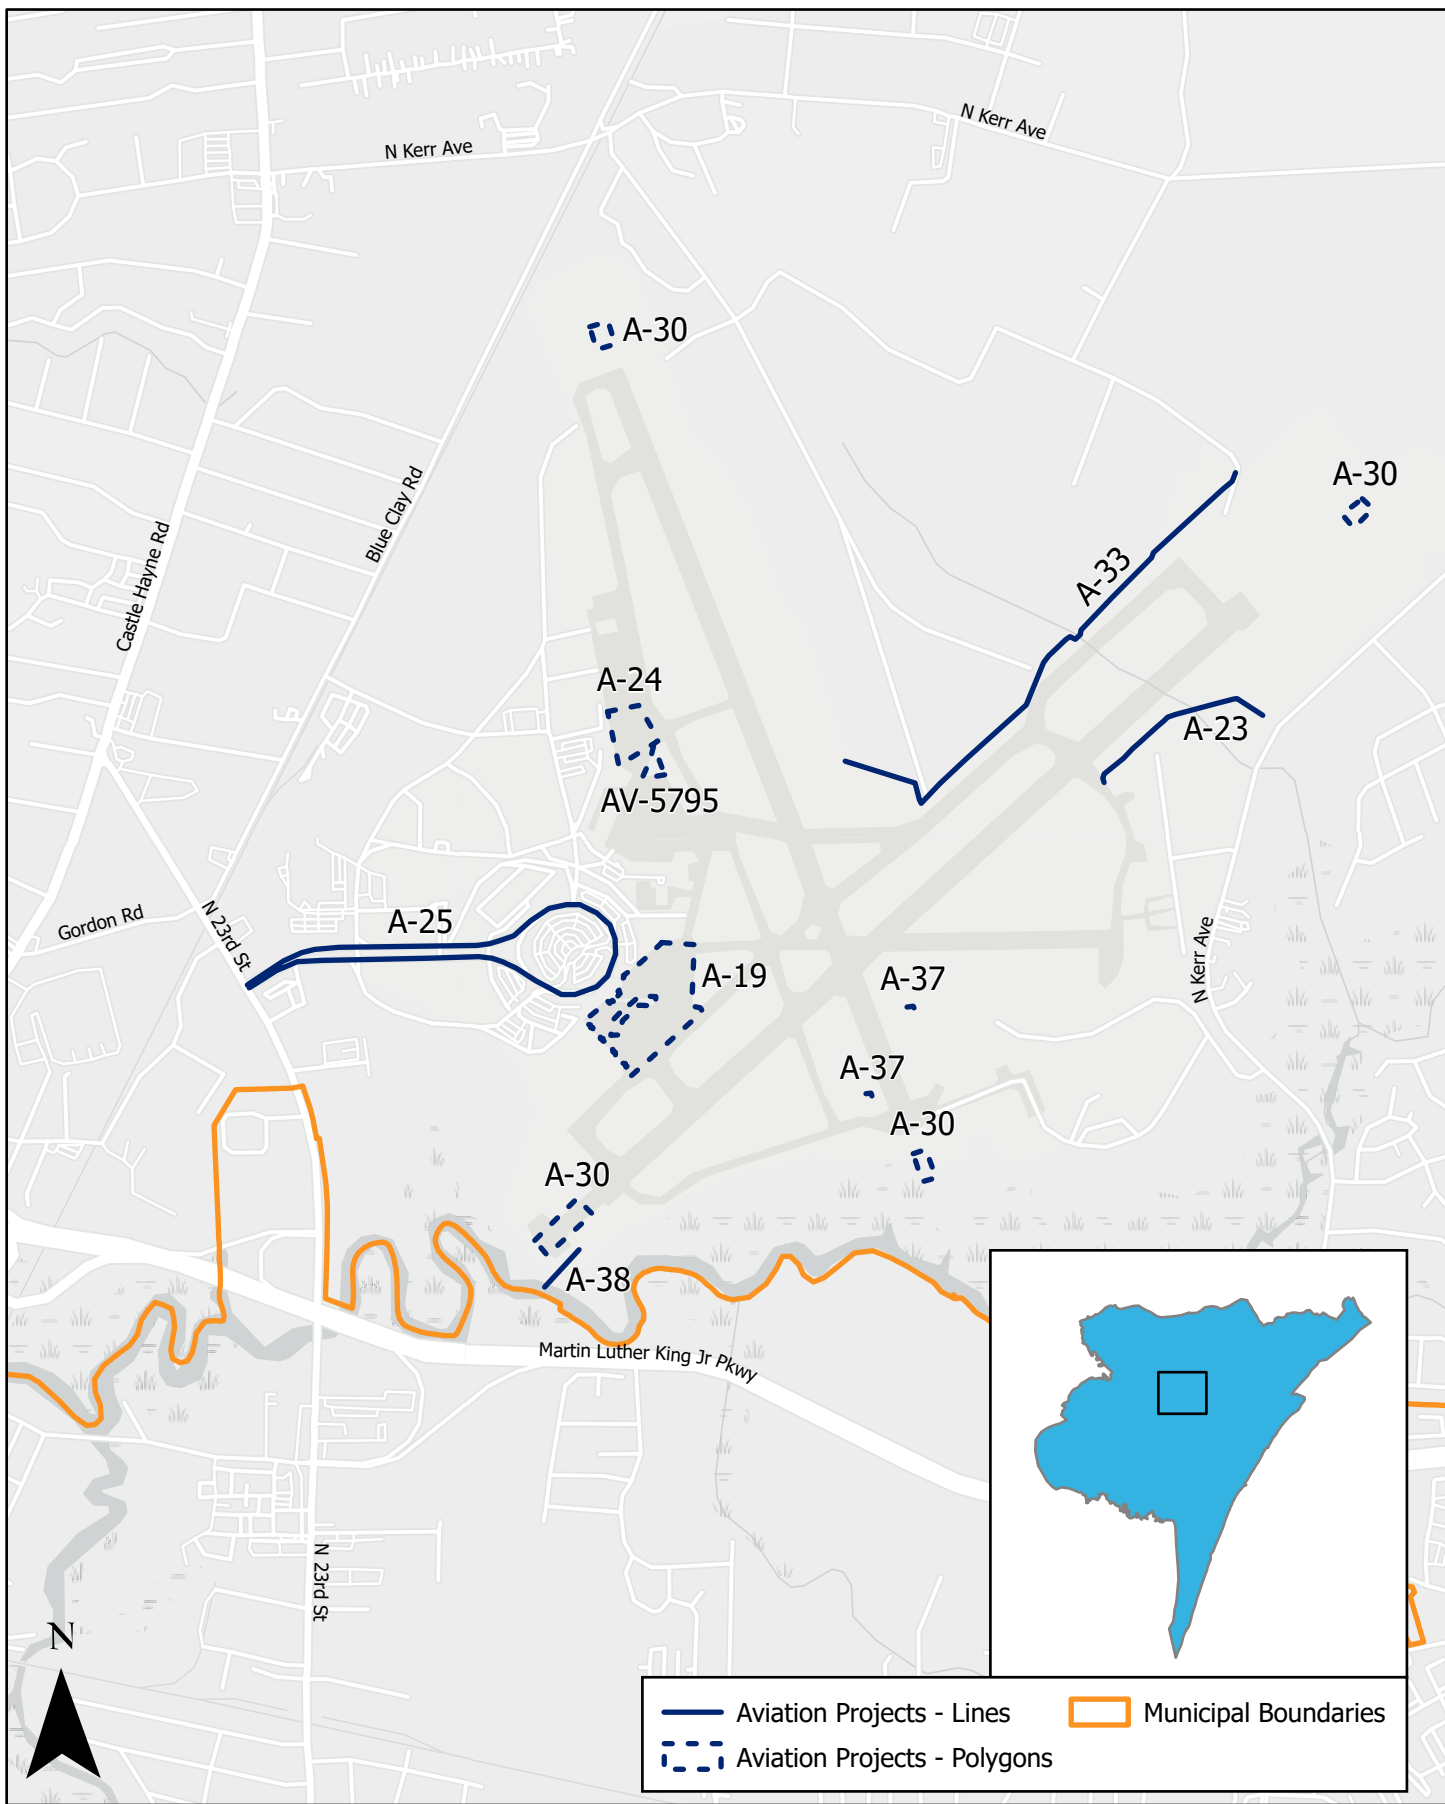 N Kerr Ave
N Kerr Ave
A-30
A-30
Blue Clay Rd
Castle Hayne Rd
A-33
A-24
A-23
AV-5795
Gordon Rd
N 23rd St
A-25
A-19
A-37
N Kerr Ave
A-37
A-30
A-30
A-38
Martin Luther King Jr Pkwy
N 23rd St
N
Aviation Projects - Lines
Municipal Boundaries
Aviation Projects - Polygons